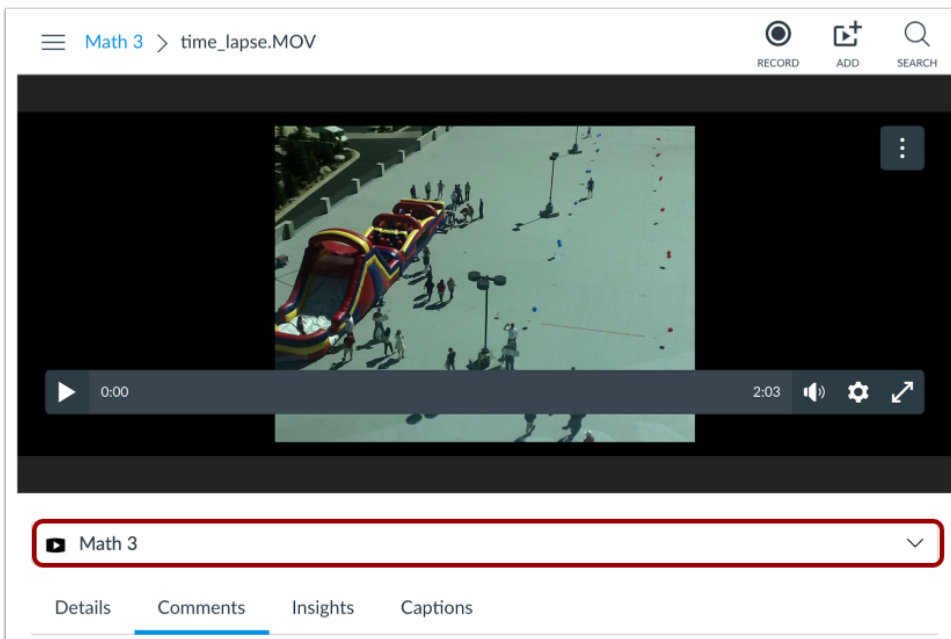 Math 3 > time_lapse.MOV
RECORD ADD SEARCH
0:00 2:03
Math 3
Details Comments Insights Captions